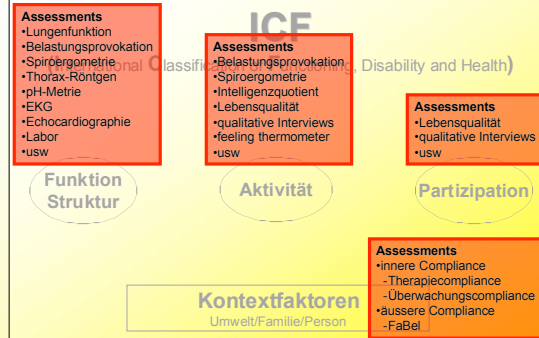 ICF
(International Classification of Functioning, Disability and Health)
Assessments
•Lungenfunktion
•Belastungsprovokation
•Spiroergometrie
•Thorax-Röntgen
•pH-Metrie
•EKG
•Echocardiographie
•Labor
•usw
Assessments
•Belastungsprovokation
•Spiroergometrie
•Intelligenzquotient
•Lebensqualität
•qualitative Interviews
•feeling thermometer
•usw
Assessments
•Lebensqualität
•qualitative Interviews
•usw
Funktion
Struktur
Aktivität
Partizipation
Assessments
•innere Compliance
-Therapiecompliance
-Überwachungscompliance
•äussere Compliance
-FaBel
Kontextfaktoren
Umwelt/Familie/Person